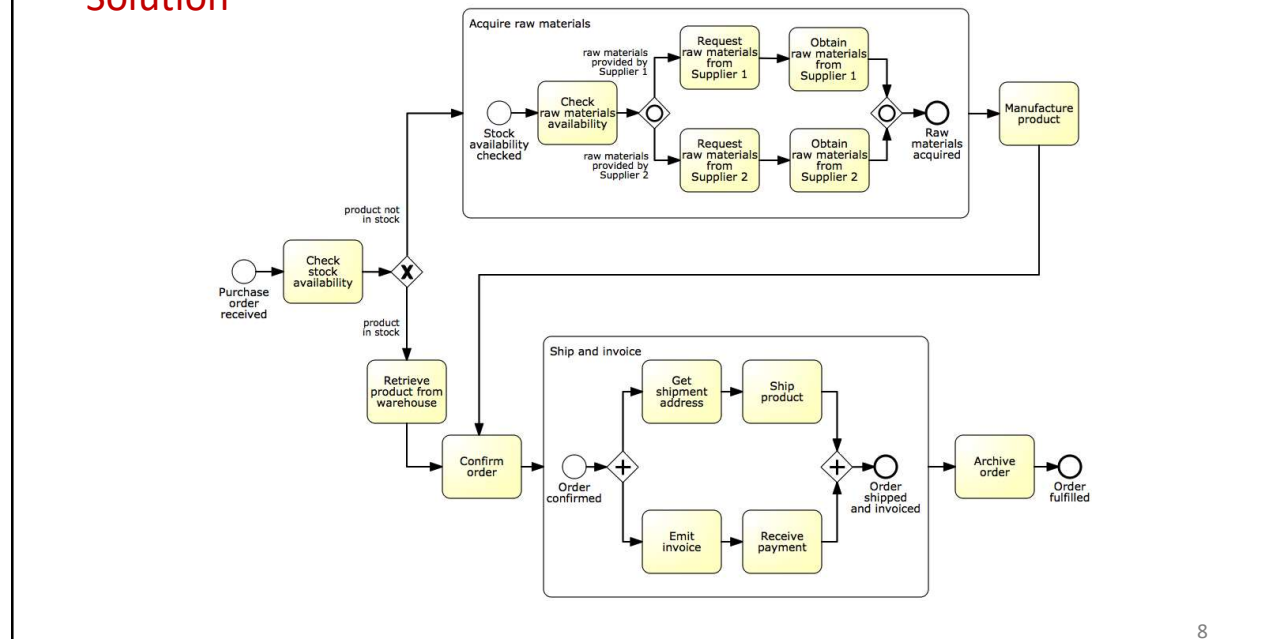 Solution
Acquire raw materials
raw materials
provided by
Supplier 1
Request
raw materials
from
Supplier 1
Obtain
raw materials
from
Supplier 1
Check
raw materials
availability
Stock
availability
checked
Raw
materials
acquired
Manufacture
product
raw materials
provided by
Supplier 2
Request
raw materials
from
Supplier 2
Obtain
raw materials
from
Supplier 2
product not
in stock
Check
stock
availability
X
Purchase
order
received
product
in stock
Retrieve
product from
warehouse
Confirm
order
Ship and invoice
Get
shipment
address
Ship
product
Order
confirmed
Order
shipped
and invoiced
Emit
invoice
Receive
payment
Archive
order
Order
fulfilled
8